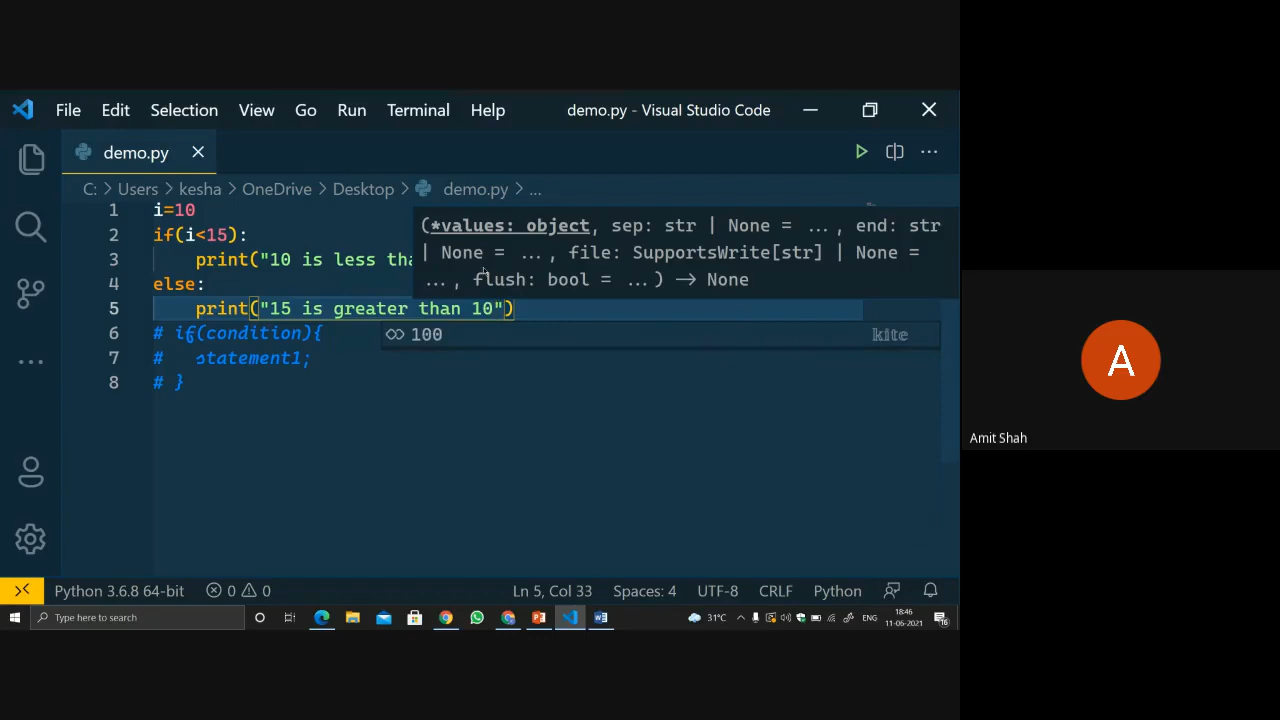 File Edit Selection View Go Run Terminal Help demo.py - Visual Studio Code
demo.py
C: > Users > kesha > OneDrive > Desktop > demo.py > ...
1 i=10
2 if(i<15):
3 print("10 is less tha
4 else:
5 print("15 is greater than 10")
6 # if(condition){
7 # statement1;
8 # }
(*values: object, sep: str | None = ..., end: str
| None = ..., file: SupportsWrite[str] | None =
..., flush: bool = ...) -> None
100 kite
Amit Shah
A
Python 3.6.8 64-bit 0 0 Ln 5, Col 33 Spaces: 4 UTF-8 CRLF Python
Type here to search 31°C ENG 18:46
11-06-2021 16